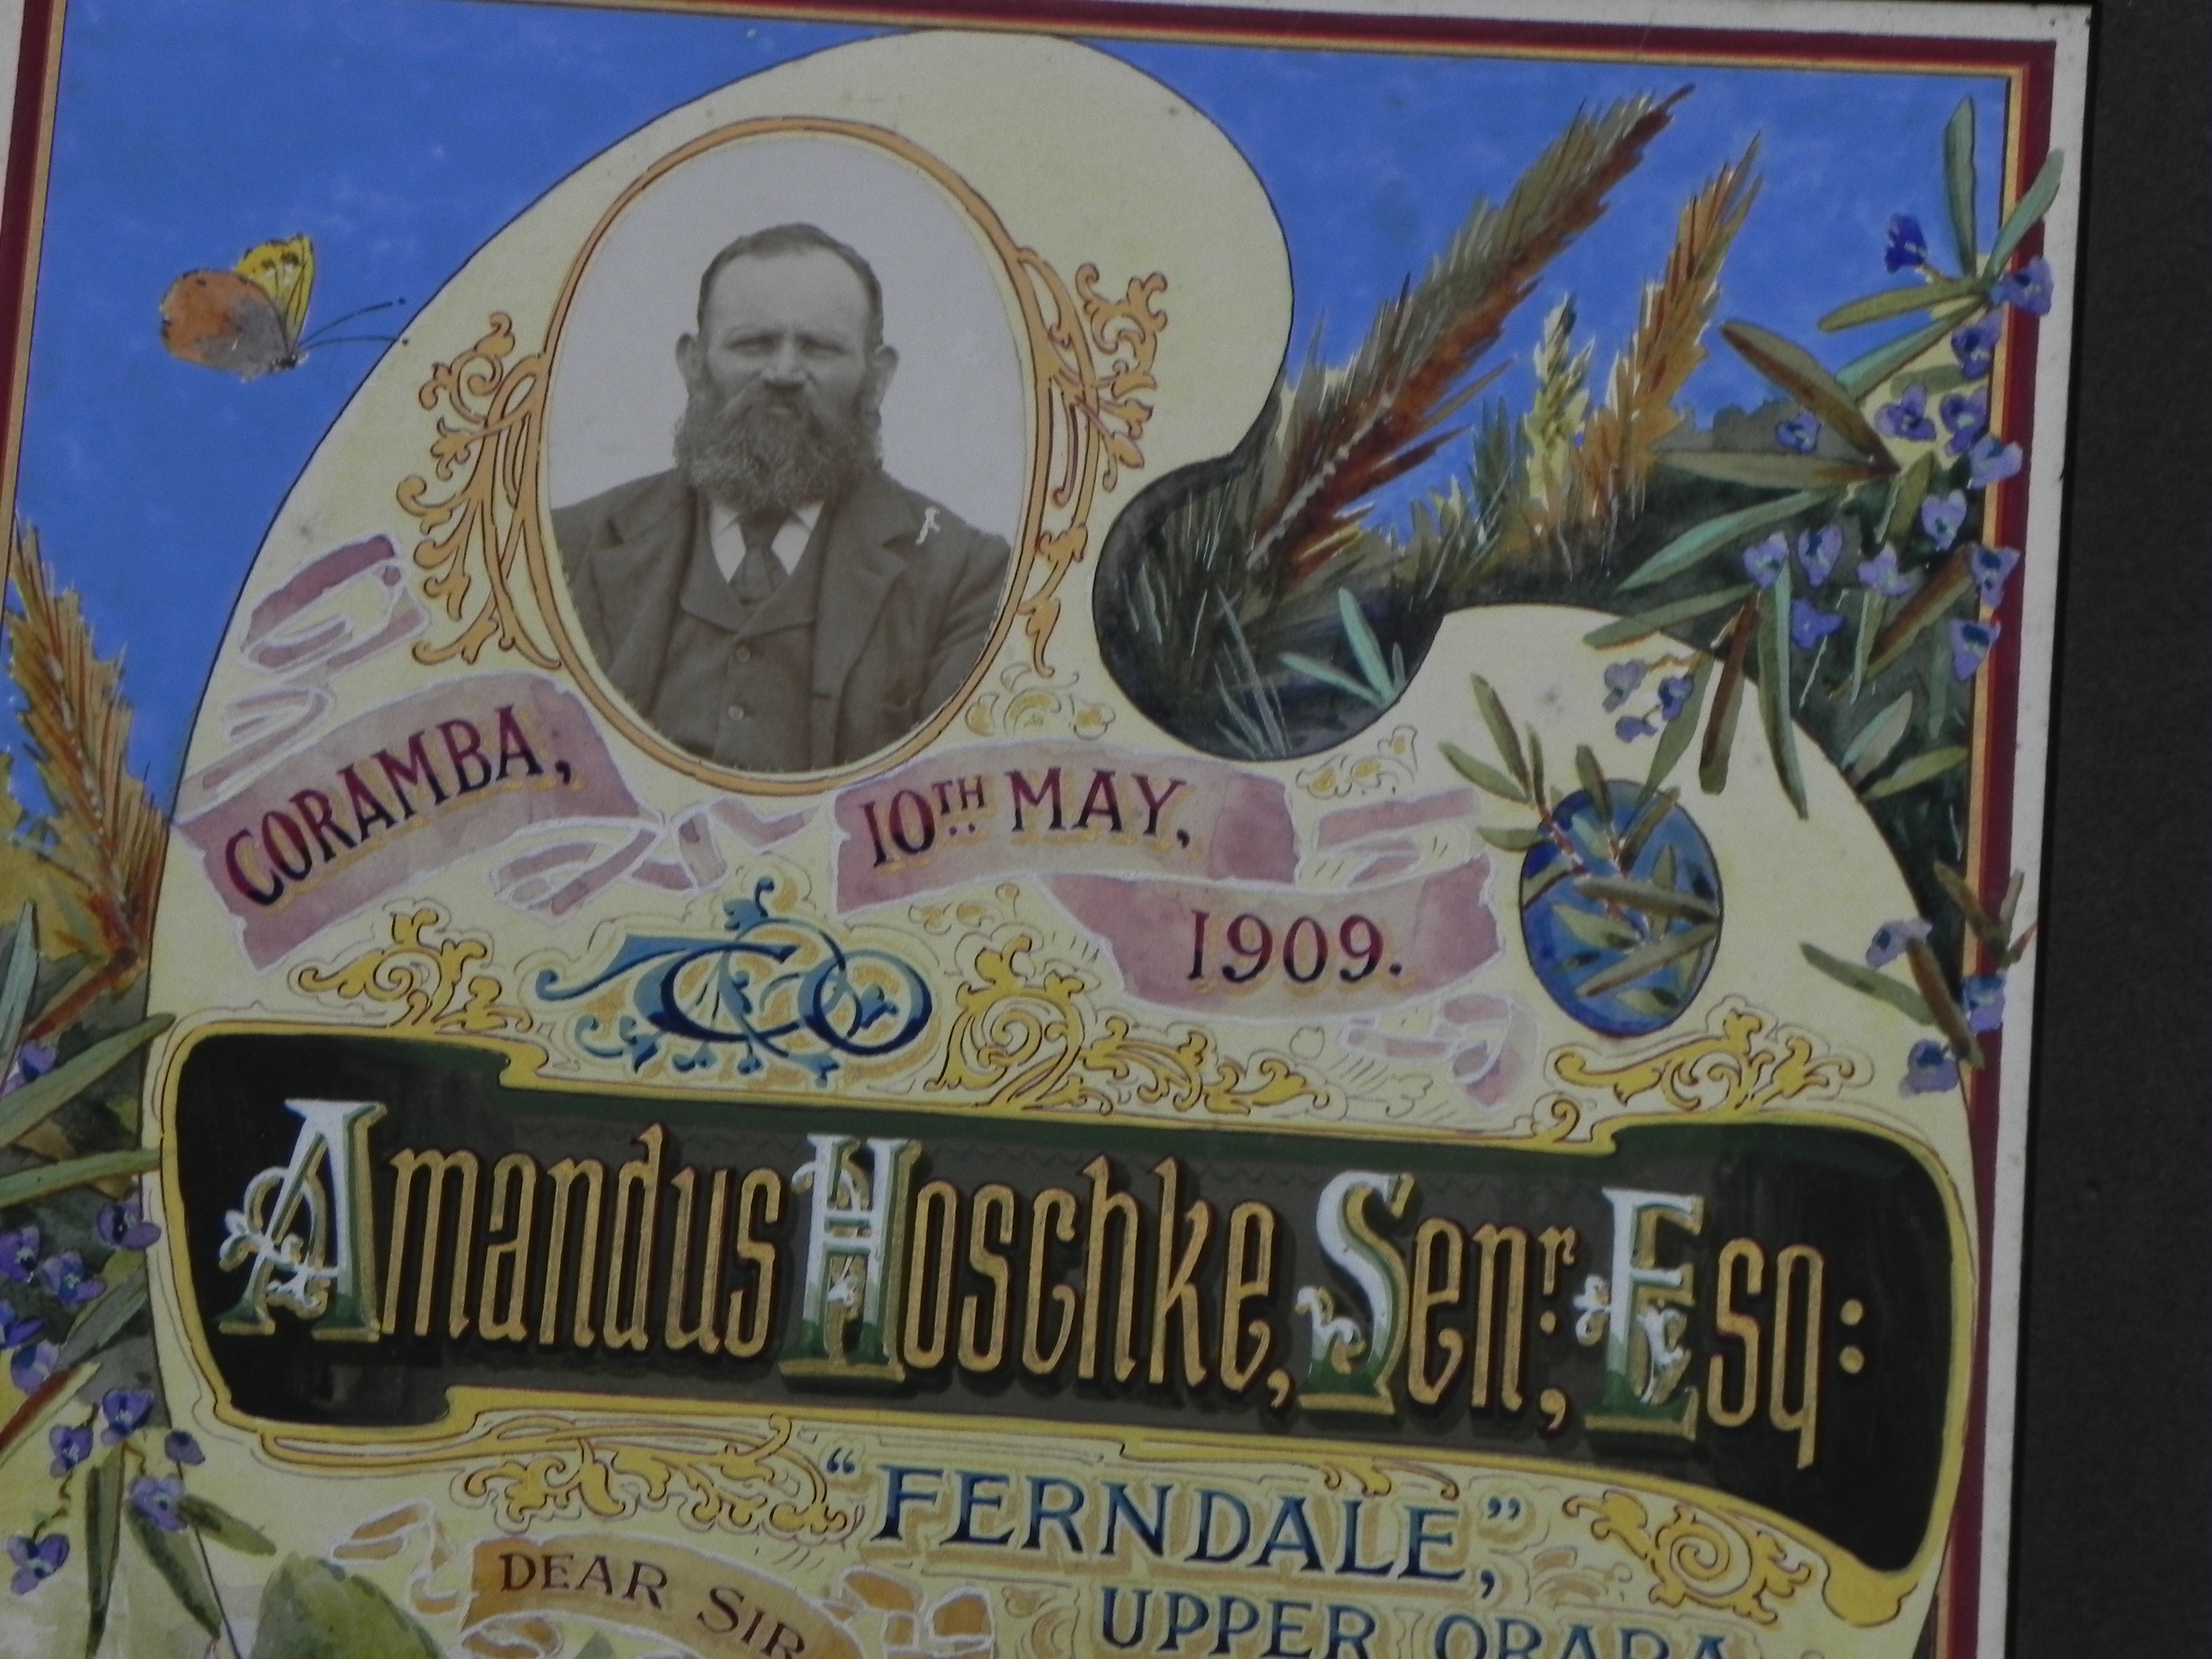 CORAMBA,
10TH MAY,
1909.
TO
Amandus Hoschke, Senr., Esq:
"FERNDALE,"
DEAR SIR
UPPER ORARA